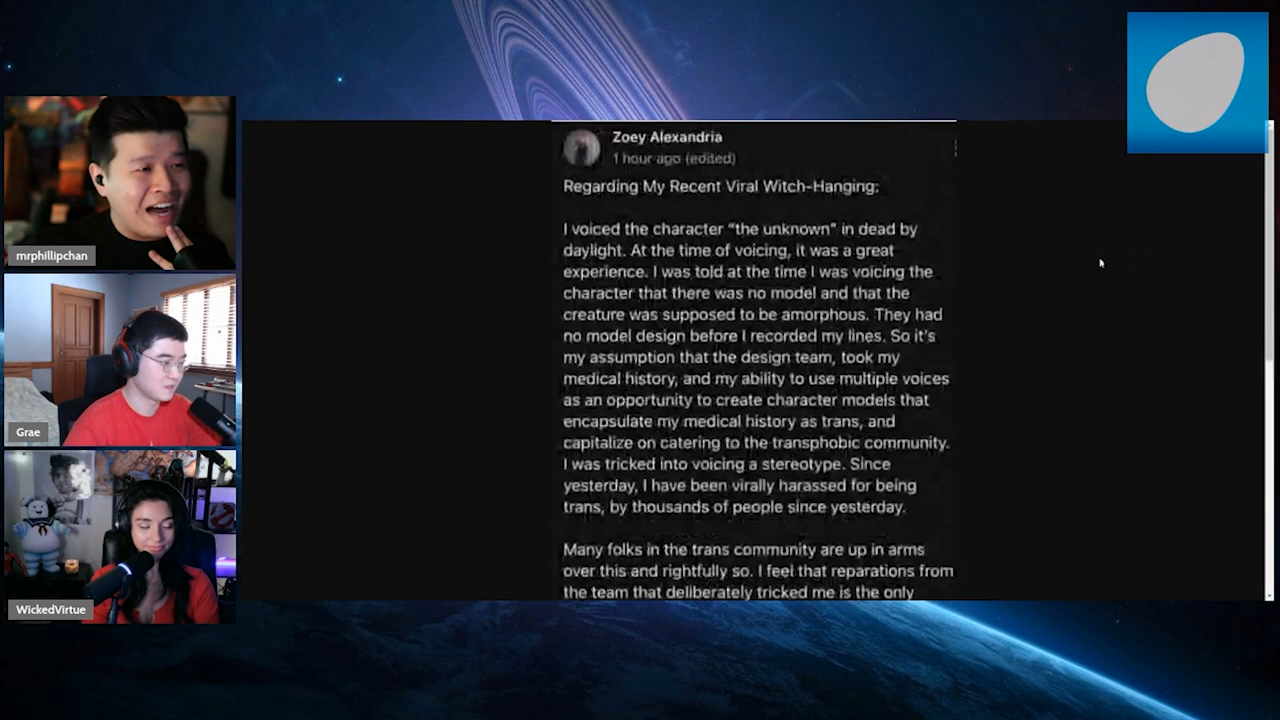 Zoey Alexandria
1 hour ago (edited)
Regarding My Recent Viral Witch-Hanging:
I voiced the character “the unknown” in dead by
daylight. At the time of voicing, it was a great
experience. I was told at the time I was voicing the
character that there was no model and that the
creature was supposed to be amorphous. They had
no model design before I recorded my lines. So it's
my assumption that the design team, took my
medical history, and my ability to use multiple voices
as an opportunity to create character models that
encapsulate my medical history as trans, and
capitalize on catering to the transphobic community.
I was tricked into voicing a stereotype. Since
yesterday, I have been virally harassed for being
trans, by thousands of people since yesterday.
Many folks in the trans community are up in arms
over this and rightfully so. I feel that reparations from
the team that deliberately tricked me is the only
mrphillipchan
Grae
WickedVirtue